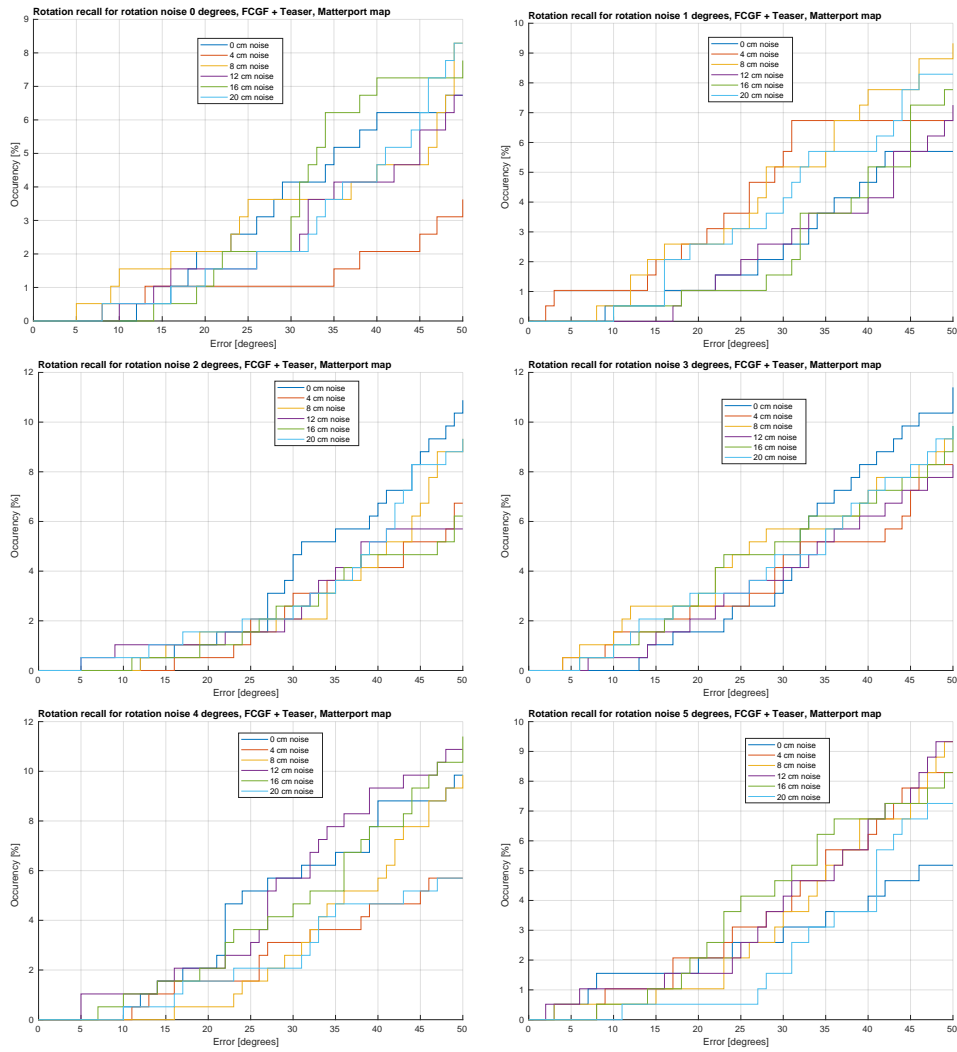 Rotation recall for rotation noise 0 degrees, FCGF + Teaser, Matterport map
0 cm noise
4 cm noise
8 cm noise
12 cm noise
16 cm noise
20 cm noise
Occurency [%]
0 1 2 3 4 5 6 7 8 9
0 5 10 15 20 25 30 35 40 45 50
Error [degrees]
Rotation recall for rotation noise 1 degrees, FCGF + Teaser, Matterport map
0 cm noise
4 cm noise
8 cm noise
12 cm noise
16 cm noise
20 cm noise
Occurency [%]
0 1 2 3 4 5 6 7 8 9 10
0 5 10 15 20 25 30 35 40 45 50
Error [degrees]
Rotation recall for rotation noise 2 degrees, FCGF + Teaser, Matterport map
0 cm noise
4 cm noise
8 cm noise
12 cm noise
16 cm noise
20 cm noise
Occurency [%]
0 2 4 6 8 10 12
0 5 10 15 20 25 30 35 40 45 50
Error [degrees]
Rotation recall for rotation noise 3 degrees, FCGF + Teaser, Matterport map
0 cm noise
4 cm noise
8 cm noise
12 cm noise
16 cm noise
20 cm noise
Occurency [%]
0 2 4 6 8 10 12
0 5 10 15 20 25 30 35 40 45 50
Error [degrees]
Rotation recall for rotation noise 4 degrees, FCGF + Teaser, Matterport map
0 cm noise
4 cm noise
8 cm noise
12 cm noise
16 cm noise
20 cm noise
Occurency [%]
0 2 4 6 8 10 12
0 5 10 15 20 25 30 35 40 45 50
Error [degrees]
Rotation recall for rotation noise 5 degrees, FCGF + Teaser, Matterport map
0 cm noise
4 cm noise
8 cm noise
12 cm noise
16 cm noise
20 cm noise
Occurency [%]
0 1 2 3 4 5 6 7 8 9 10
0 5 10 15 20 25 30 35 40 45 50
Error [degrees]